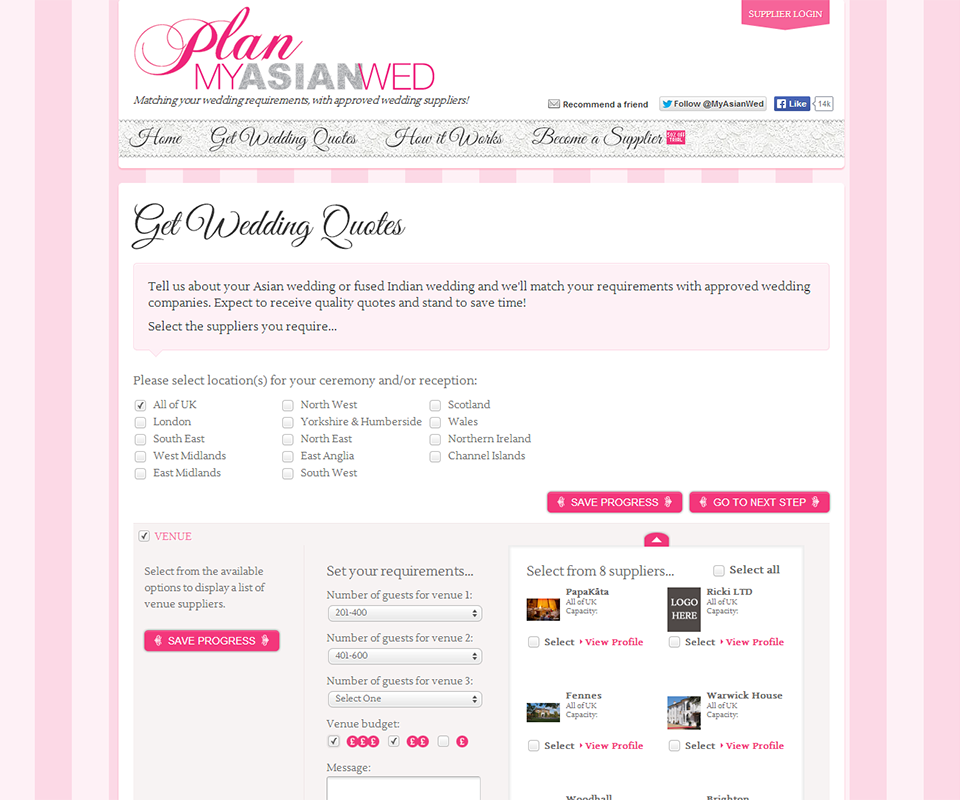 SUPPLIER LOGIN
Plan
MYASIANWED
Matching your wedding requirements, with approved wedding suppliers!
Recommend a friend
Follow @MyAsianWed
Like
14k
Home
Get Wedding Quotes
How it Works
Become a Supplier
Get Wedding Quotes
Tell us about your Asian wedding or fused Indian wedding and we'll match your requirements with approved wedding
companies. Expect to receive quality quotes and stand to save time!
Select the suppliers you require...
Please select location(s) for your ceremony and/or reception:
All of UK
North West
Scotland
London
Yorkshire & Humberside
Wales
South East
North East
Northern Ireland
West Midlands
East Anglia
Channel Islands
East Midlands
South West
SAVE PROGRESS
GO TO NEXT STEP
VENUE
Select from the available
options to display a list of
venue suppliers.
SAVE PROGRESS
Set your requirements...
Number of guests for venue 1:
201-400
Number of guests for venue 2:
401-600
Number of guests for venue 3:
Select One
Venue budget:
£££
££
£
Message:
Select from 8 suppliers...
Select all
PapaKåta
All of UK
Capacity:
Select
View Profile
LOGO
HERE
Ricki LTD
All of UK
Capacity:
Select
View Profile
Fennes
All of UK
Capacity:
Select
View Profile
Warwick House
All of UK
Capacity:
Select
View Profile
Woodhall
Brighton